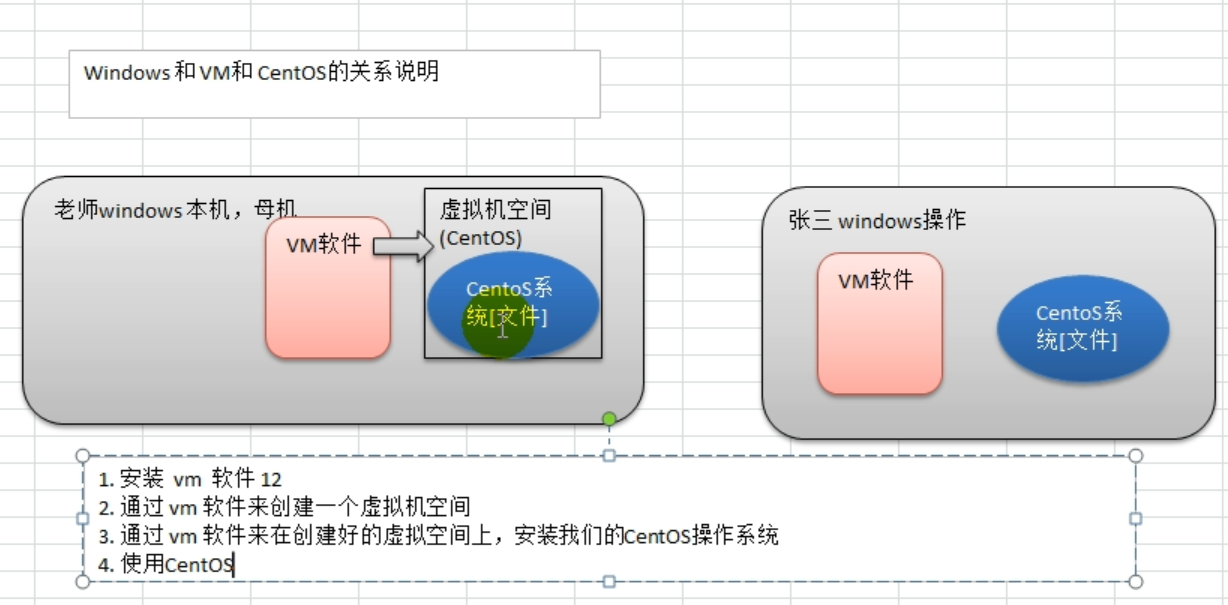 Windows 和 VM和 CentOS的关系说明
老师windows 本机，母机
VM软件
虚拟机空间
(CentOS)
CentoS系
统[文件]
张三 windows操作
VM软件
CentoS系
统[文件]
1. 安装 vm 软件 12
2. 通过 vm 软件来创建一个虚拟机空间
3. 通过 vm 软件来在创建好的虚拟空间上，安装我们的CentOS操作系统
4. 使用CentOS